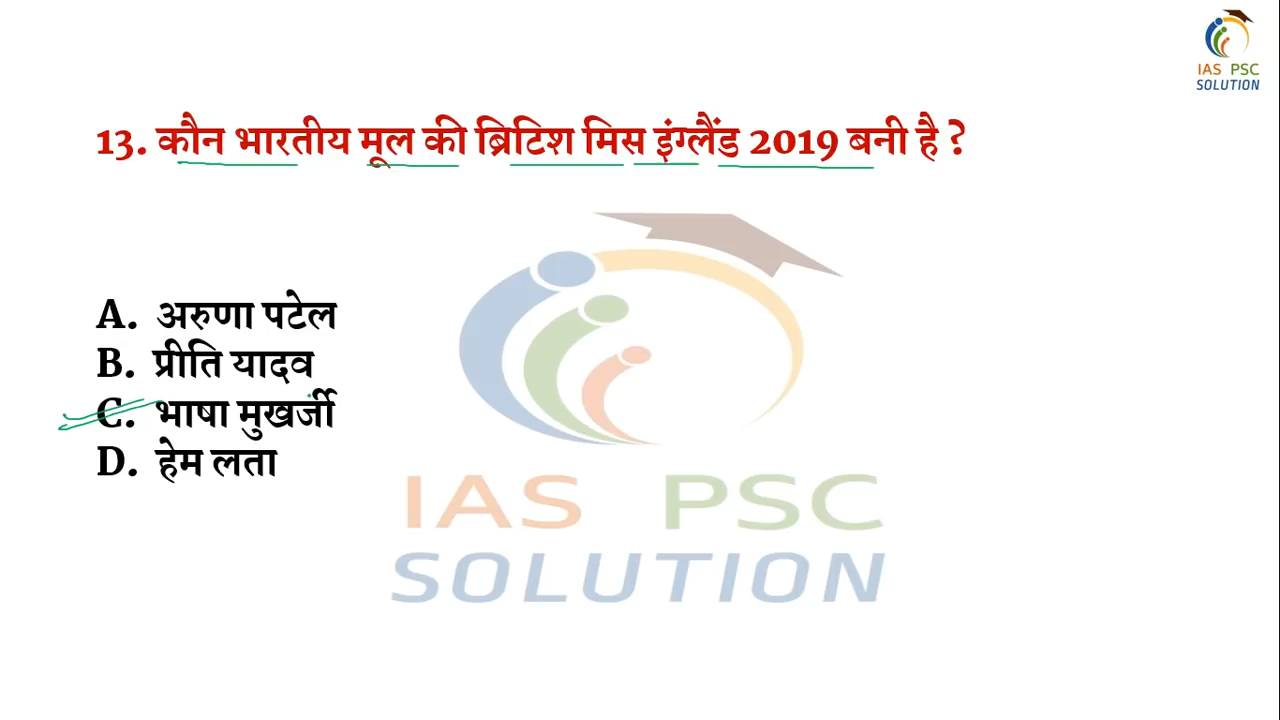 IAS PSC
SOLUTION
13. कौन भारतीय मूल की ब्रिटिश मिस इंग्लैंड 2019 बनी है ?
A. अरुणा पटेल
B. प्रीति यादव
C. भाषा मुखर्जी
D. हेम लता
IAS PSC
SOLUTION